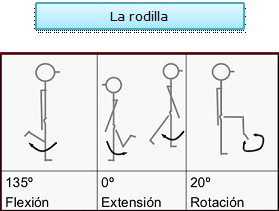 La rodilla
135º 0º 20º
Flexión Extensión Rotación